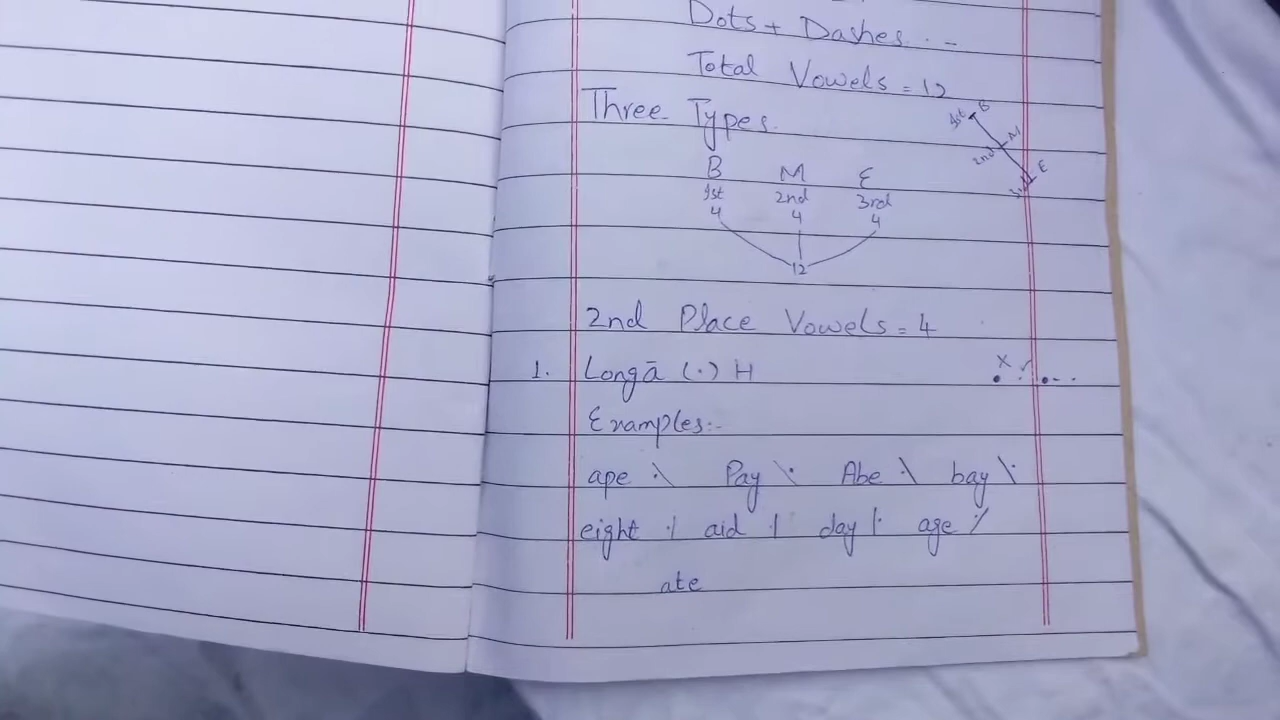 Dots + Dashes . -
Total Vowels = 12
Three Types.
B M E
1st 2nd 3rd
4 4 4
12
1st B
2nd M
3rd E
2nd Place Vowels = 4
1. Long ā (.) H
x
Examples:-
ape .\ Pay \. Abe .\ bay \.
eight .| aid .| day |. age ./
ate